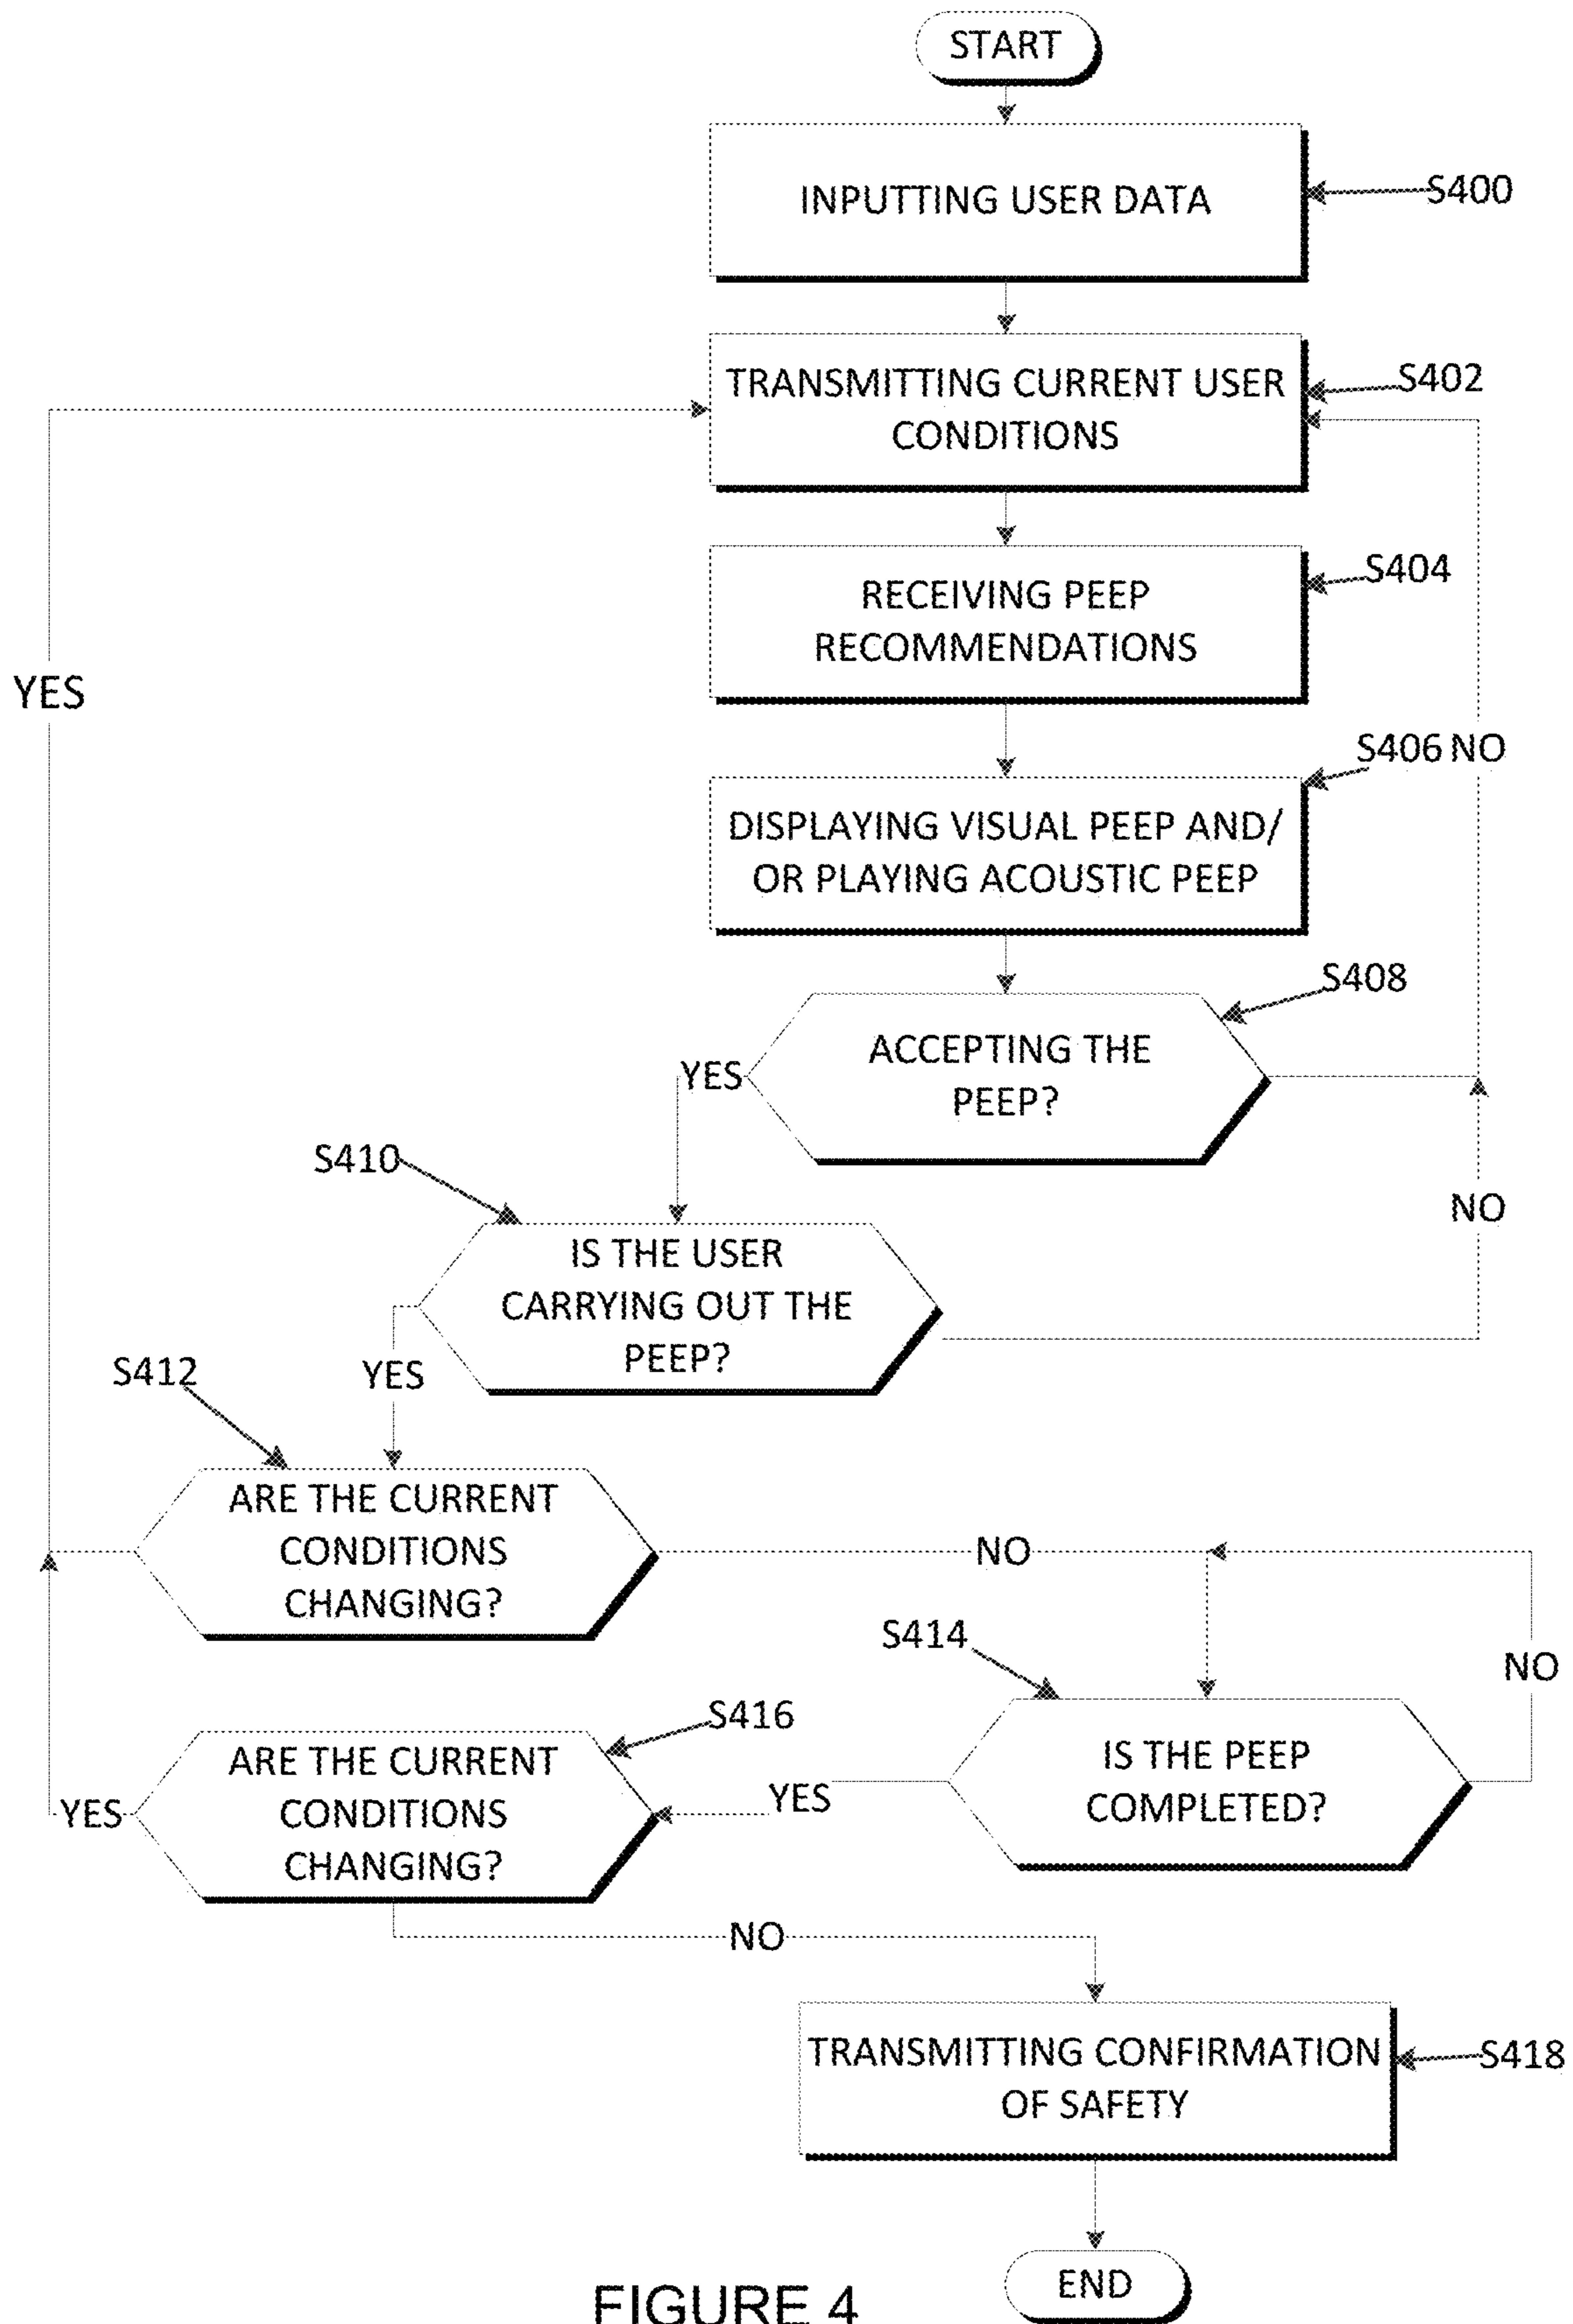 START
INPUTTING USER DATA
S400
TRANSMITTING CURRENT USER
CONDITIONS
S402
RECEIVING PEEP
RECOMMENDATIONS
S404
YES
S406 NO
DISPLAYING VISUAL PEEP AND/
OR PLAYING ACOUSTIC PEEP
S408
ACCEPTING THE
PEEP?
YES
S410
NO
IS THE USER
CARRYING OUT THE
PEEP?
S412
YES
ARE THE CURRENT
CONDITIONS
CHANGING?
NO
S414
NO
IS THE PEEP
COMPLETED?
S416
YES
ARE THE CURRENT
CONDITIONS
CHANGING?
YES
NO
TRANSMITTING CONFIRMATION
OF SAFETY
S418
END
FIGURE 4